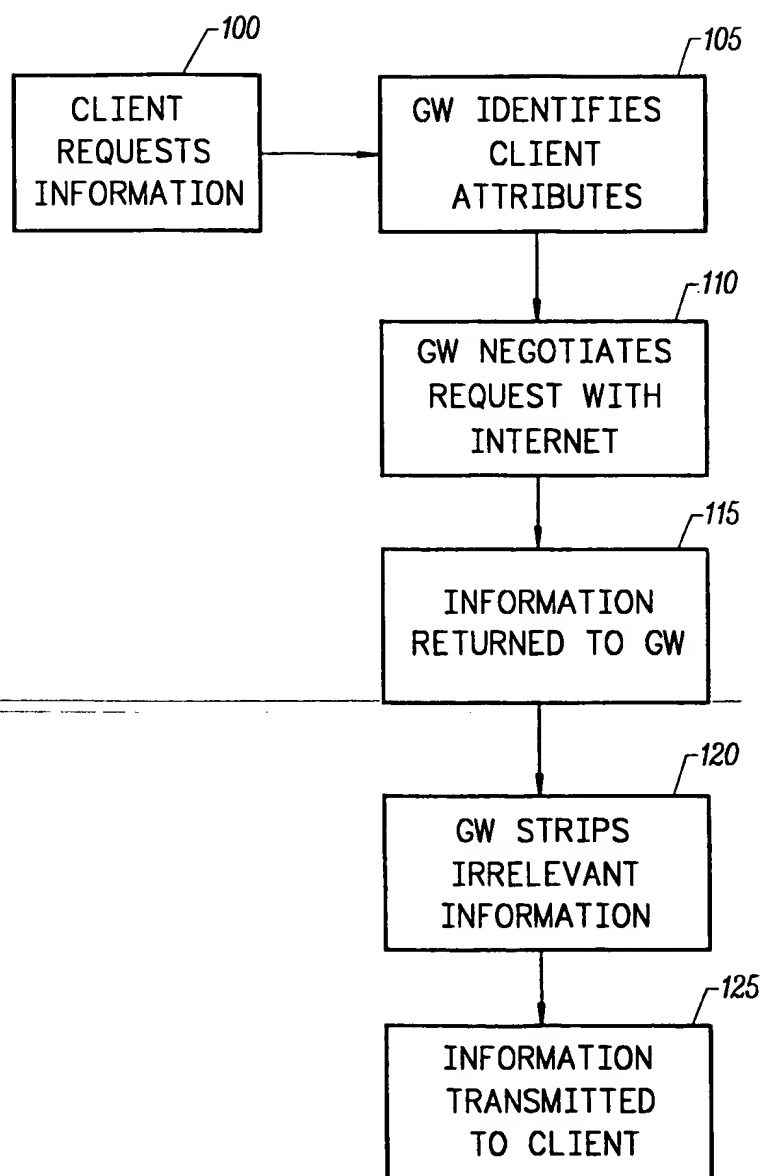 100
CLIENT
REQUESTS
INFORMATION
105
GW IDENTIFIES
CLIENT
ATTRIBUTES
110
GW NEGOTIATES
REQUEST WITH
INTERNET
115
INFORMATION
RETURNED TO GW
120
GW STRIPS
IRRELEVANT
INFORMATION
125
INFORMATION
TRANSMITTED
TO CLIENT